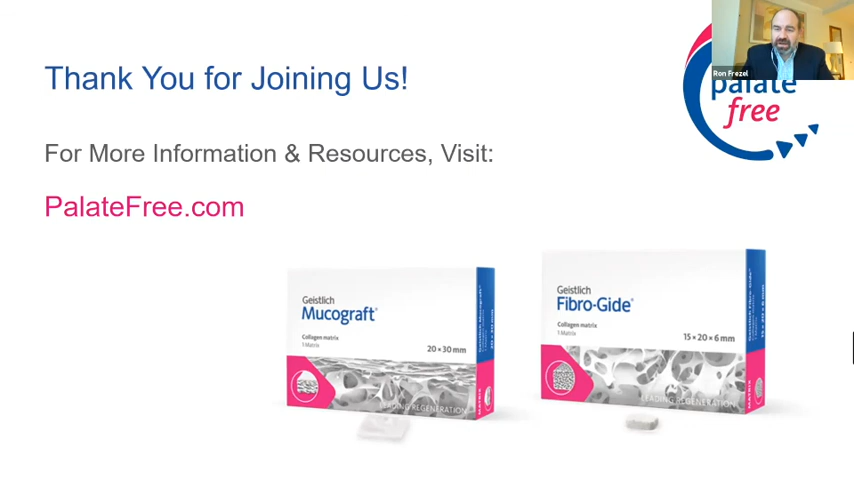 Thank You for Joining Us!
Ron Frezel
palate
free
For More Information & Resources, Visit:
PalateFree.com
Geistlich
Mucograft®
Collagen matrix
1 Matrix
20 × 30 mm
LEADING REGENERATION
MATRIX
Geistlich
Fibro-Gide®
Collagen matrix
1 Matrix
15 × 20 × 6 mm
LEADING REGENERATION
MATRIX